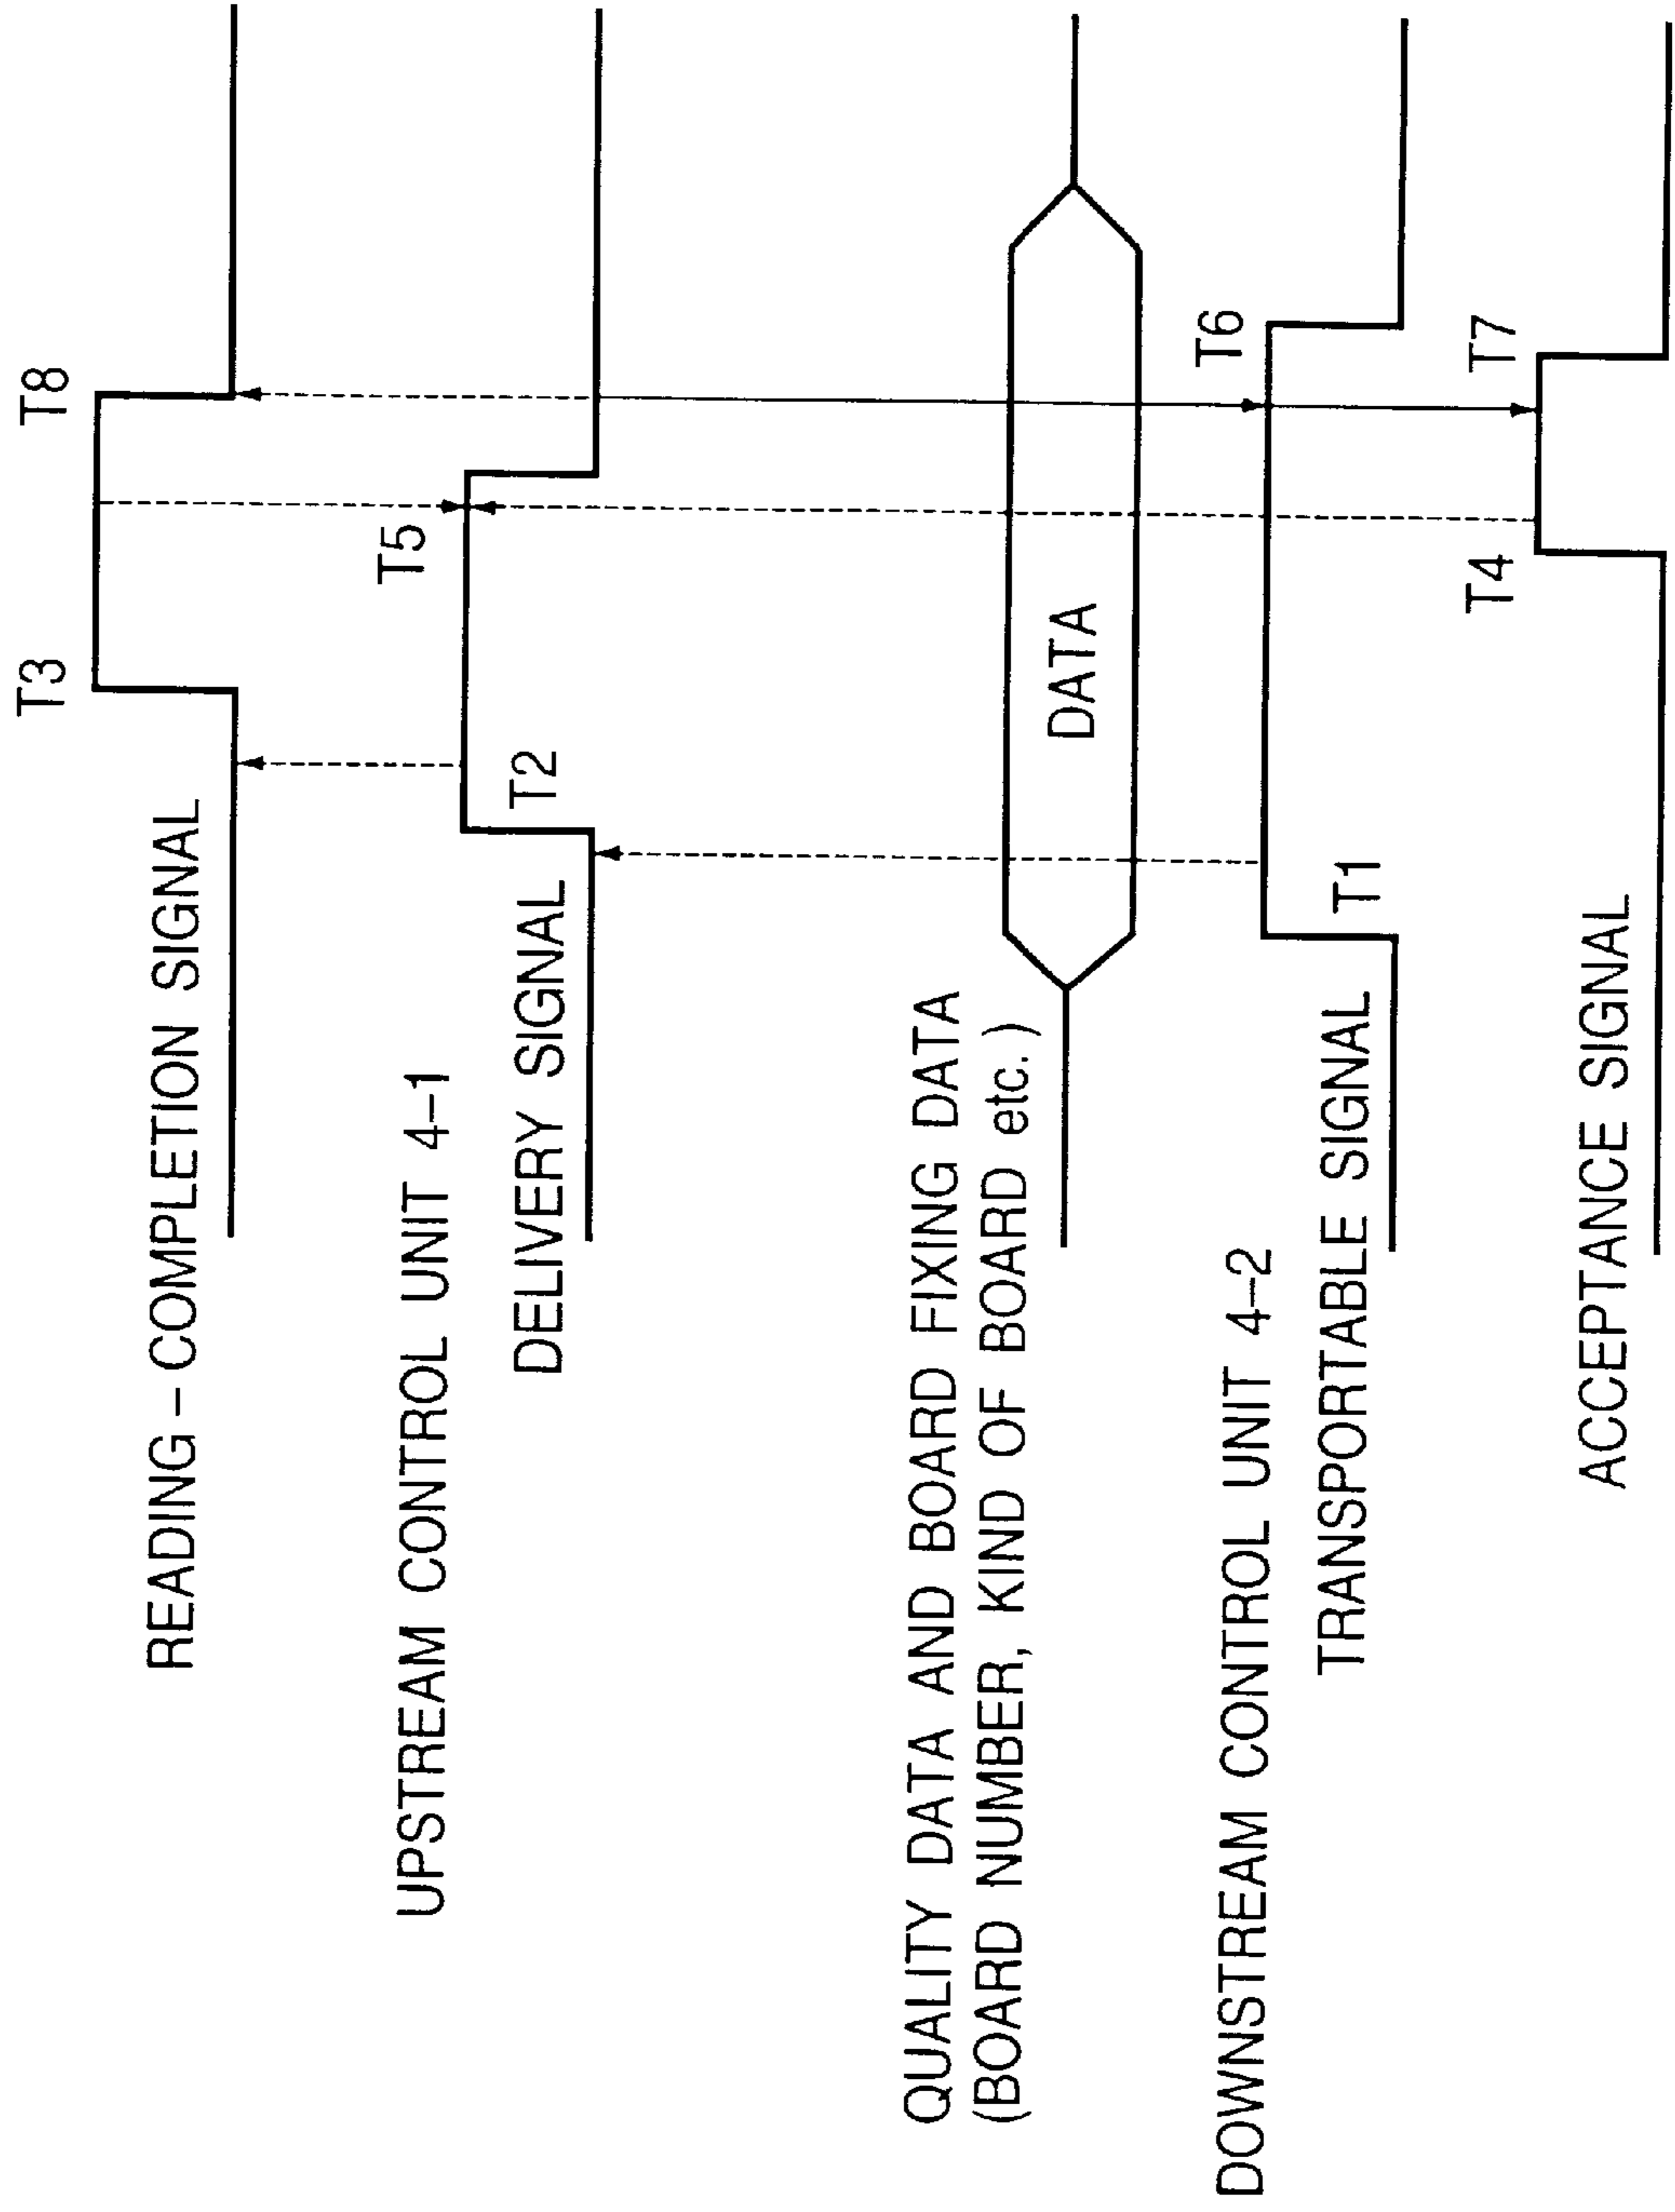 T3
T8
READING-COMPLETION SIGNAL
UPSTREAM CONTROL UNIT 4-1
T5
DELIVERY SIGNAL
T2
QUALITY DATA AND BOARD FIXING DATA
(BOARD NUMBER, KIND OF BOARD etc.)
DATA
DOWNSTREAM CONTROL UNIT 4-2
T6
TRANSPORTABLE SIGNAL
T1
T4
T7
ACCEPTANCE SIGNAL